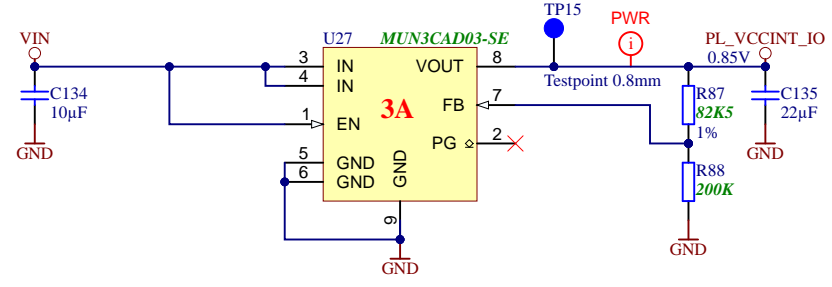 TP15
PWR
VIN
U27
MUN3CAD03-SE
PL_VCCINT_IO
0.85V
3
IN
VOUT
8
4
IN
Testpoint 0.8mm
C134
10µF
3A
FB
7
R87
82K5
1%
C135
22µF
1
EN
PG
2
GND
GND
5
GND
6
GND
GND
R88
200K
9
GND
GND